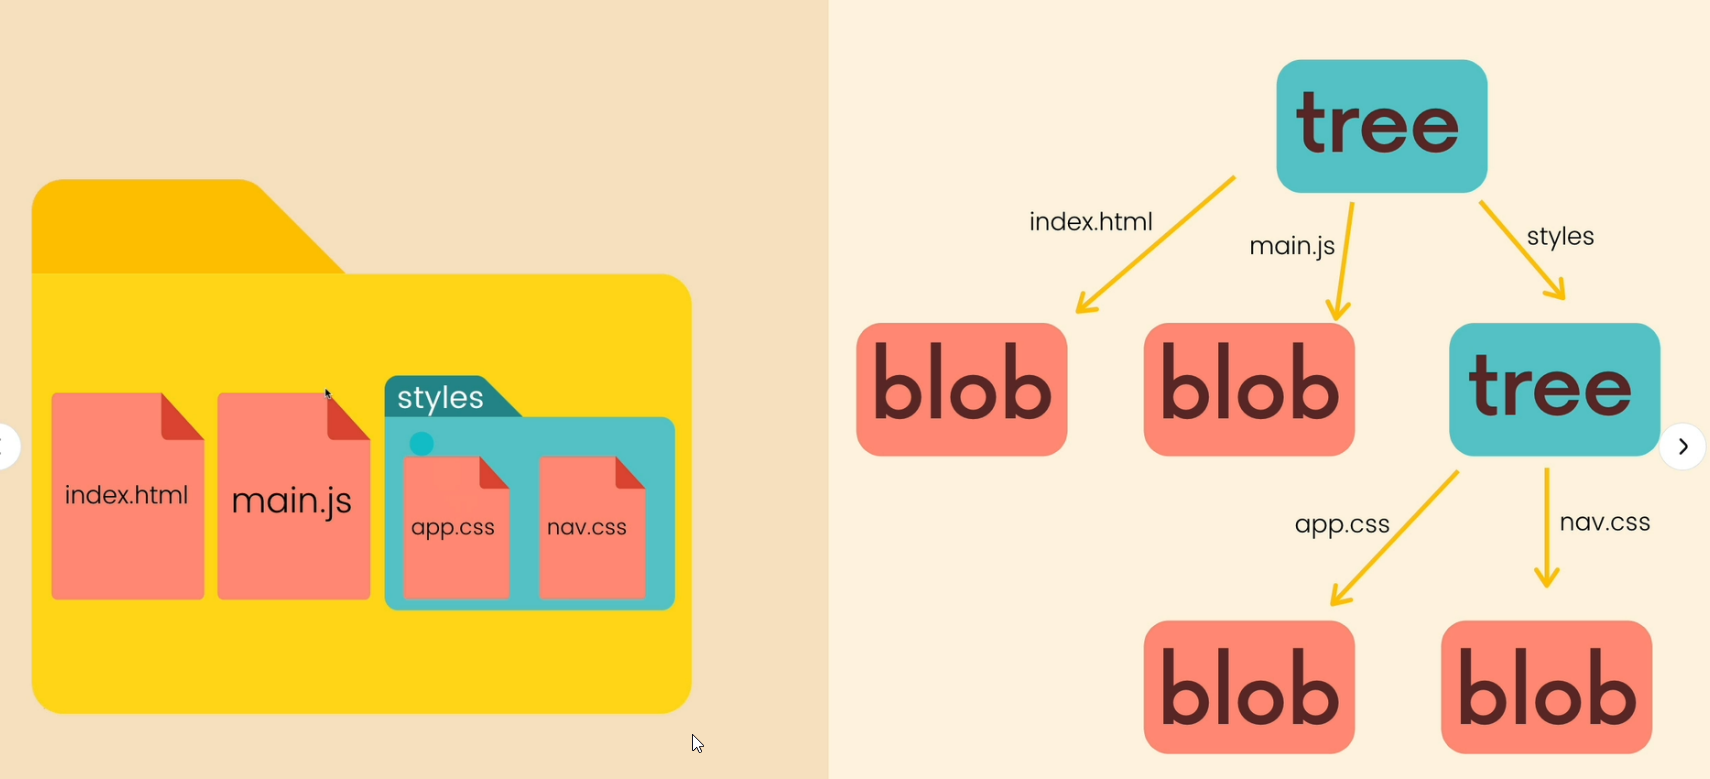 styles
index.html
main.js
app.css
nav.css
tree
index.html
main.js
styles
blob
blob
tree
app.css
nav.css
blob
blob